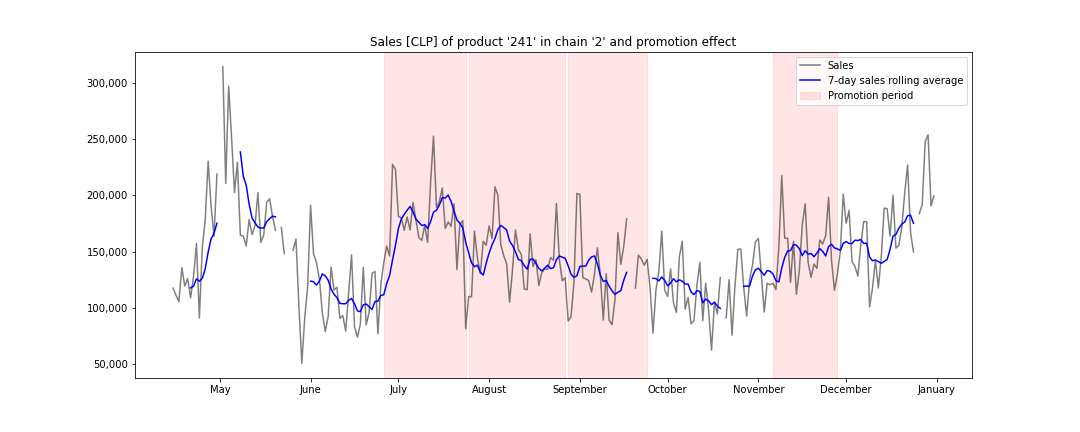 Sales [CLP] of product '241' in chain '2' and promotion effect
Sales
7-day sales rolling average
Promotion period
300,000
250,000
200,000
150,000
100,000
50,000
May June July August September October November December January